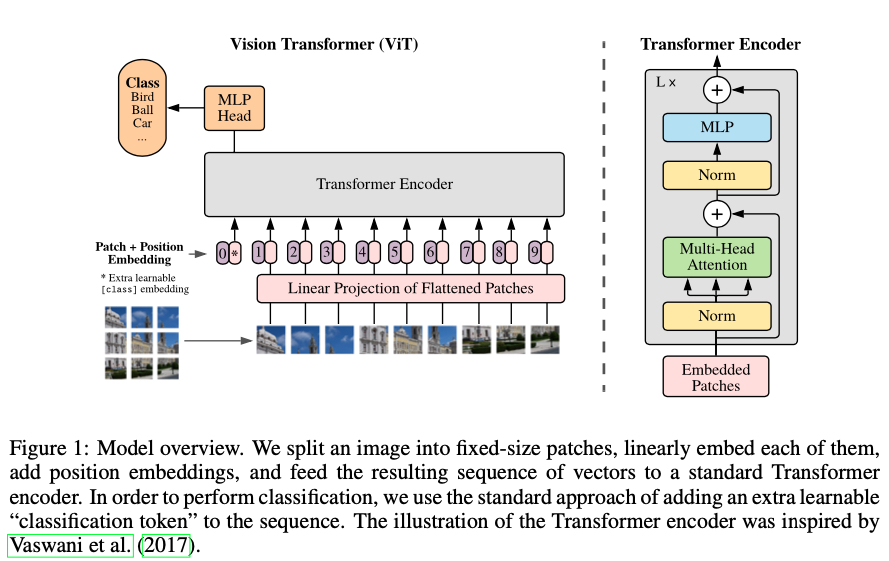 Vision Transformer (ViT)
Class
Bird
Ball
Car
...
MLP
Head
Transformer Encoder
Patch + Position
Embedding
0 * 1 2 3 4 5 6 7 8 9
* Extra learnable
[class] embedding
Linear Projection of Flattened Patches
Transformer Encoder
L x
+
MLP
Norm
+
Multi-Head
Attention
Norm
Embedded
Patches
Figure 1: Model overview. We split an image into fixed-size patches, linearly embed each of them,
add position embeddings, and feed the resulting sequence of vectors to a standard Transformer
encoder. In order to perform classification, we use the standard approach of adding an extra learnable
“classification token” to the sequence. The illustration of the Transformer encoder was inspired by
Vaswani et al. (2017).